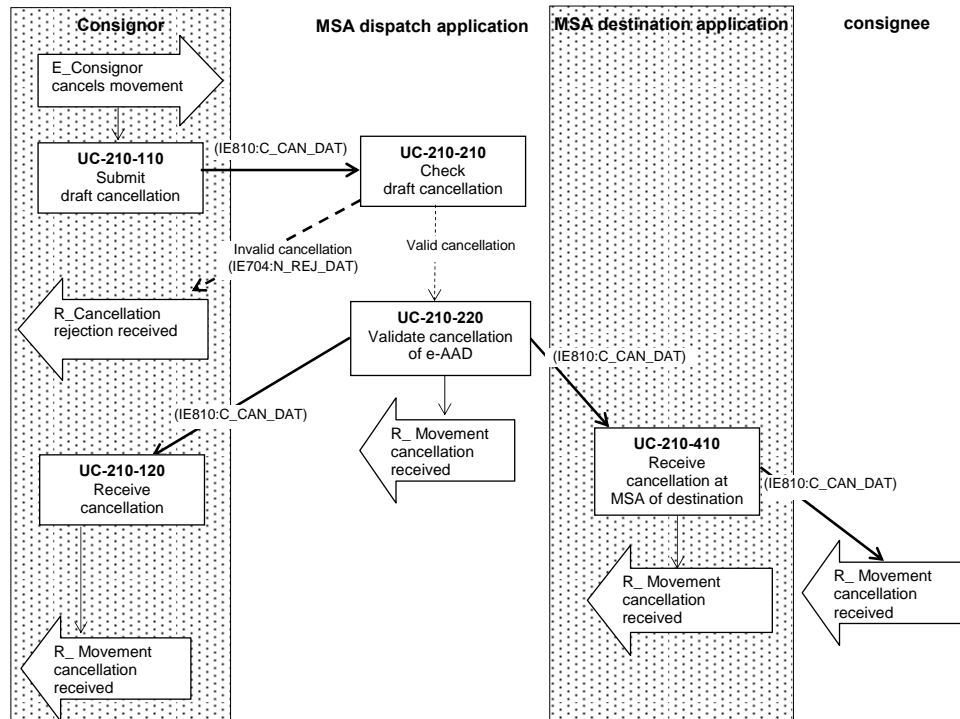 Consignor
MSA dispatch application
MSA destination application
consignee
E_Consignor
cancels movement
UC-210-110
Submit
draft cancellation
(IE810:C_CAN_DAT)
UC-210-210
Check
draft cancellation
Invalid cancellation
(IE704:N_REJ_DAT)
Valid cancellation
R_Cancellation
rejection received
UC-210-220
Validate cancellation
of e-AAD
(IE810:C_CAN_DAT)
(IE810:C_CAN_DAT)
R_ Movement
cancellation
received
UC-210-120
Receive
cancellation
UC-210-410
Receive
cancellation at
MSA of destination
(IE810:C_CAN_DAT)
R_ Movement
cancellation
received
R_ Movement
cancellation
received
R_ Movement
cancellation
received